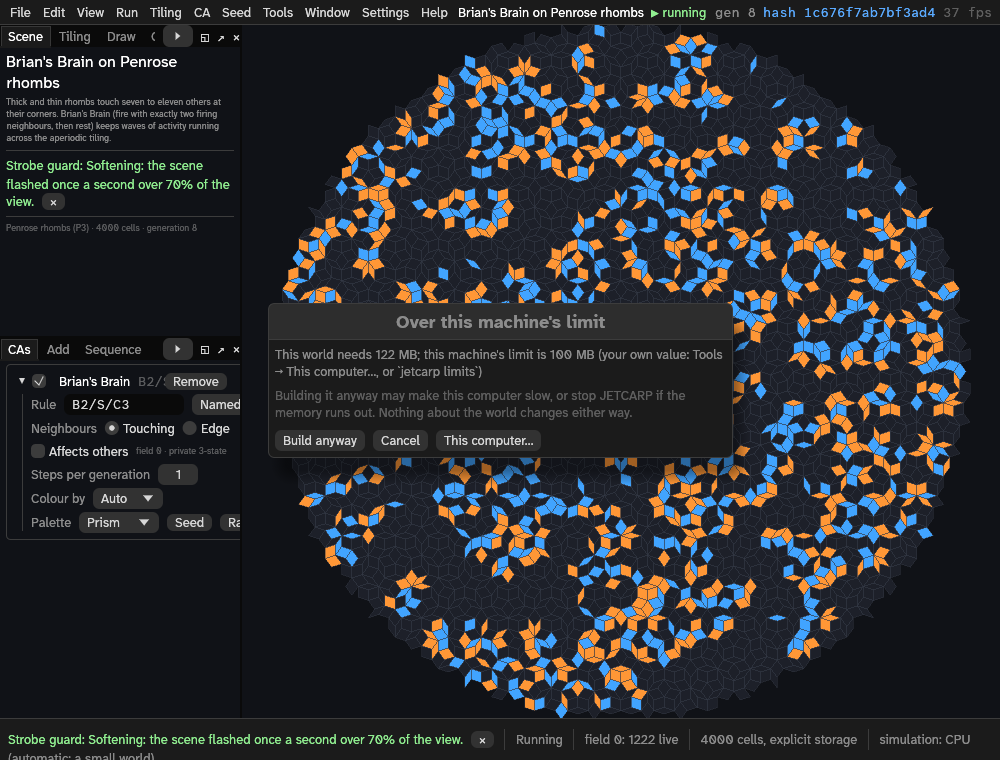 File Edit View Run Tiling CA Seed Tools Window Settings Help Brian's Brain on Penrose rhombs ▶ running gen 8 hash 1c676f7ab7bf3ad4 37 fps
Scene Tiling Draw
Brian's Brain on Penrose
rhombs
Thick and thin rhombs touch seven to eleven others at
their corners. Brian's Brain (fire with exactly two firing
neighbours, then rest) keeps waves of activity running
across the aperiodic tiling.
Strobe guard: Softening: the scene
flashed once a second over 70% of the
view. ×
Penrose rhombs (P3) · 4000 cells · generation 8
Over this machine's limit
This world needs 122 MB; this machine's limit is 100 MB (your own value: Tools
→ This computer..., or `jetcarp limits`)
Building it anyway may make this computer slow, or stop JETCARP if the
memory runs out. Nothing about the world changes either way.
Build anyway Cancel This computer...
CAs Add Sequence
Brian's Brain B2/S Remove
Rule B2/S/C3 Named
Neighbours Touching Edge
Affects others field 0 · private 3-state
Steps per generation 1
Colour by Auto
Palette Prism Seed Ra
Strobe guard: Softening: the scene flashed once a second over 70% of the view. × Running field 0: 1222 live 4000 cells, explicit storage simulation: CPU
(automatic: a small world)